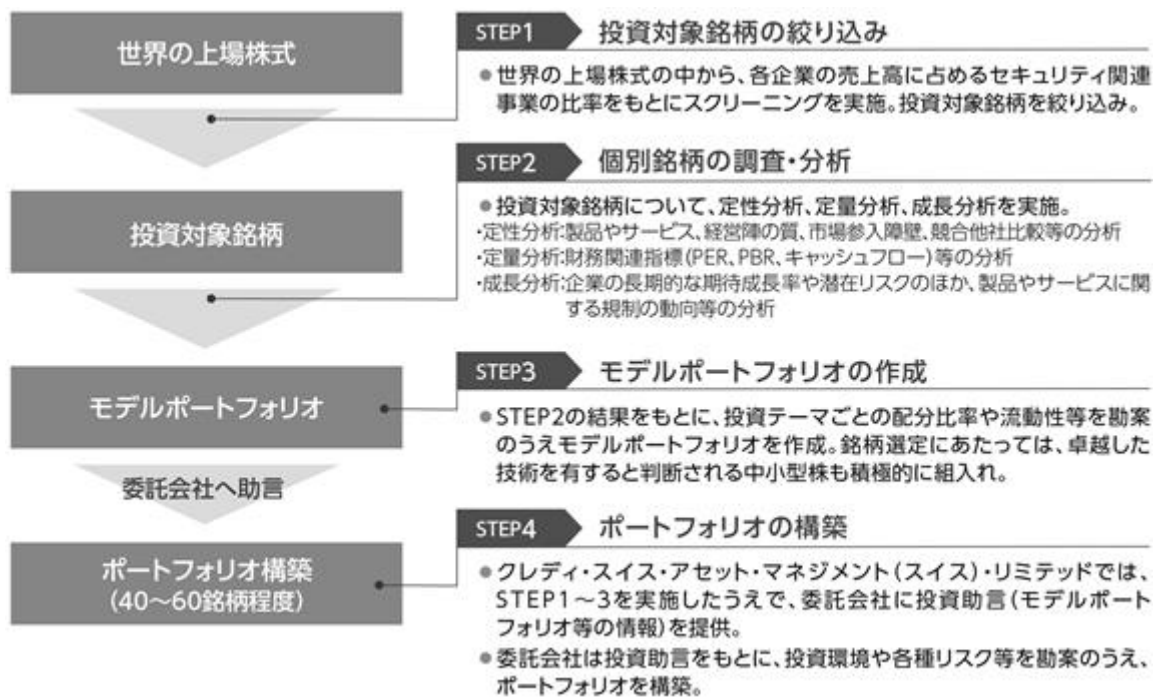 世界の上場株式
投資対象銘柄
モデルポートフォリオ
委託会社へ助言
ポートフォリオ構築
(40～60銘柄程度)
STEP1 投資対象銘柄の絞り込み
●世界の上場株式の中から、各企業の売上高に占めるセキュリティ関連
事業の比率をもとにスクリーニングを実施。投資対象銘柄を絞り込み。
STEP2 個別銘柄の調査・分析
●投資対象銘柄について、定性分析、定量分析、成長分析を実施。
・定性分析:製品やサービス、経営陣の質、市場参入障壁、競合他社比較等の分析
・定量分析:財務関連指標(PER、PBR、キャッシュフロー)等の分析
・成長分析:企業の長期的な期待成長率や潜在リスクのほか、製品やサービスに関
する規制の動向等の分析
STEP3 モデルポートフォリオの作成
●STEP2の結果をもとに、投資テーマごとの配分比率や流動性等を勘案
のうえモデルポートフォリオを作成。銘柄選定にあたっては、卓越した
技術を有すると判断される中小型株も積極的に組入れ。
STEP4 ポートフォリオの構築
●クレディ・スイス・アセット・マネジメント(スイス)・リミテッドでは、
STEP1～3を実施したうえで、委託会社に投資助言(モデルポート
フォリオ等の情報)を提供。
●委託会社は投資助言をもとに、投資環境や各種リスク等を勘案のうえ、
ポートフォリオを構築。